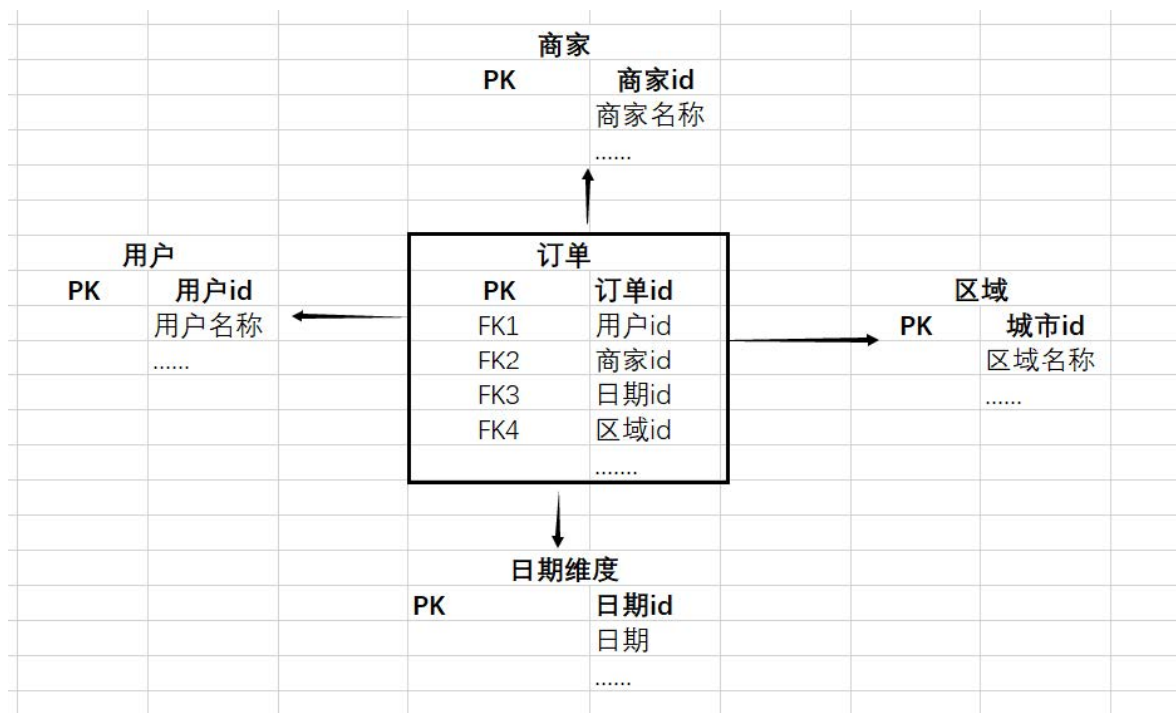 商家
PK 商家id
商家名称
......
用户
PK 用户id
用户名称
......
订单
PK 订单id
FK1 用户id
FK2 商家id
FK3 日期id
FK4 区域id
.......
区域
PK 城市id
区域名称
......
日期维度
PK 日期id
日期
......